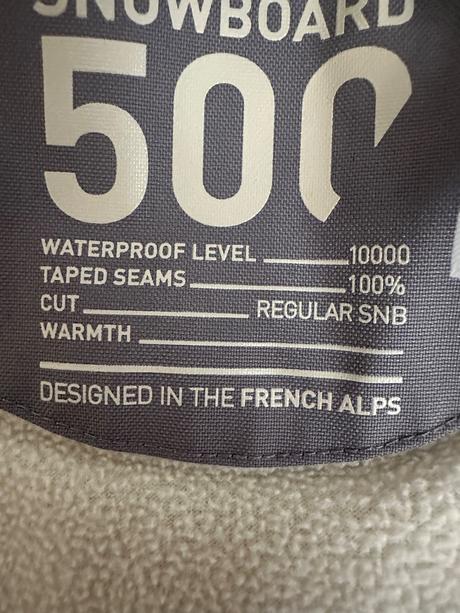 SNOWBOARD
500
WATERPROOF LEVEL 10000
TAPED SEAMS 100%
CUT REGULAR SNB
WARMTH
DESIGNED IN THE FRENCH ALPS